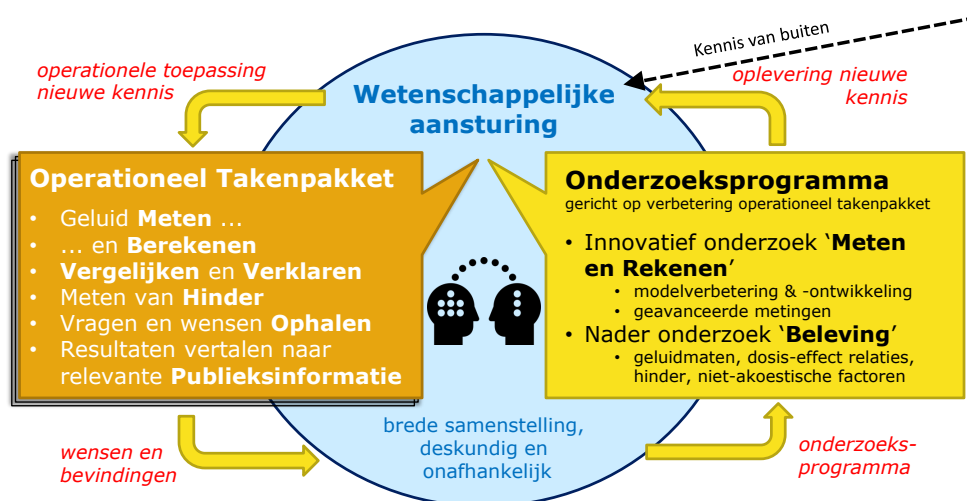 Kennis van buiten
operationele toepassing
nieuwe kennis
oplevering nieuwe
kennis
Wetenschappelijke
aansturing
Operationeel Takenpakket
• Geluid Meten ...
• ... en Berekenen
• Vergelijken en Verklaren
• Meten van Hinder
• Vragen en wensen Ophalen
• Resultaten vertalen naar
relevante Publieksinformatie
Onderzoeksprogramma
gericht op verbetering operationeel takenpakket
• Innovatief onderzoek ‘Meten
en Rekenen’
• modelverbetering & -ontwikkeling
• geavanceerde metingen
• Nader onderzoek ‘Beleving’
• geluidmaten, dosis-effect relaties,
hinder, niet-akoestische factoren
brede samenstelling,
deskundig en
onafhankelijk
wensen en
bevindingen
onderzoeks-
programma